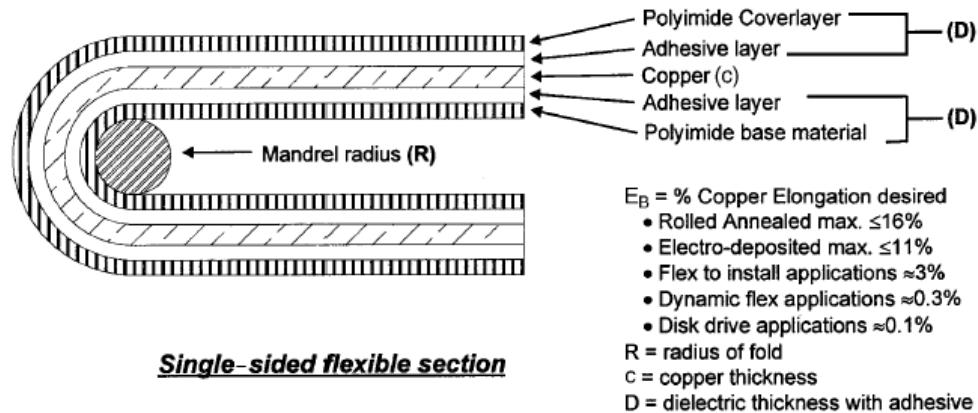 Polyimide Coverlayer
(D)
Adhesive layer
Copper (c)
Adhesive layer
(D)
Polyimide base material
Mandrel radius (R)
E_B = % Copper Elongation desired
• Rolled Annealed max. ≤16%
• Electro-deposited max. ≤11%
• Flex to install applications ≈3%
• Dynamic flex applications ≈0.3%
• Disk drive applications ≈0.1%
R = radius of fold
C = copper thickness
D = dielectric thickness with adhesive
Single-sided flexible section